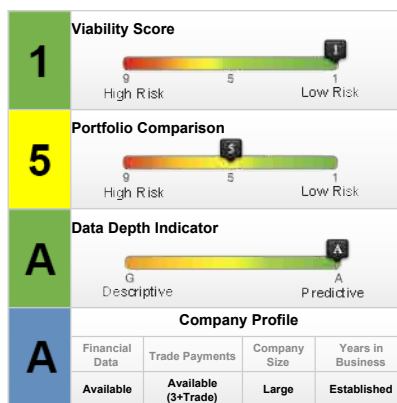 1
Viability Score
1
9 5 1
High Risk Low Risk
5
Portfolio Comparison
5
9 5 1
High Risk Low Risk
A
Data Depth Indicator
A
G A
Descriptive Predictive
A
Company Profile
Financial Data Trade Payments Company Size Years in Business
Available Available (3+Trade) Large Established